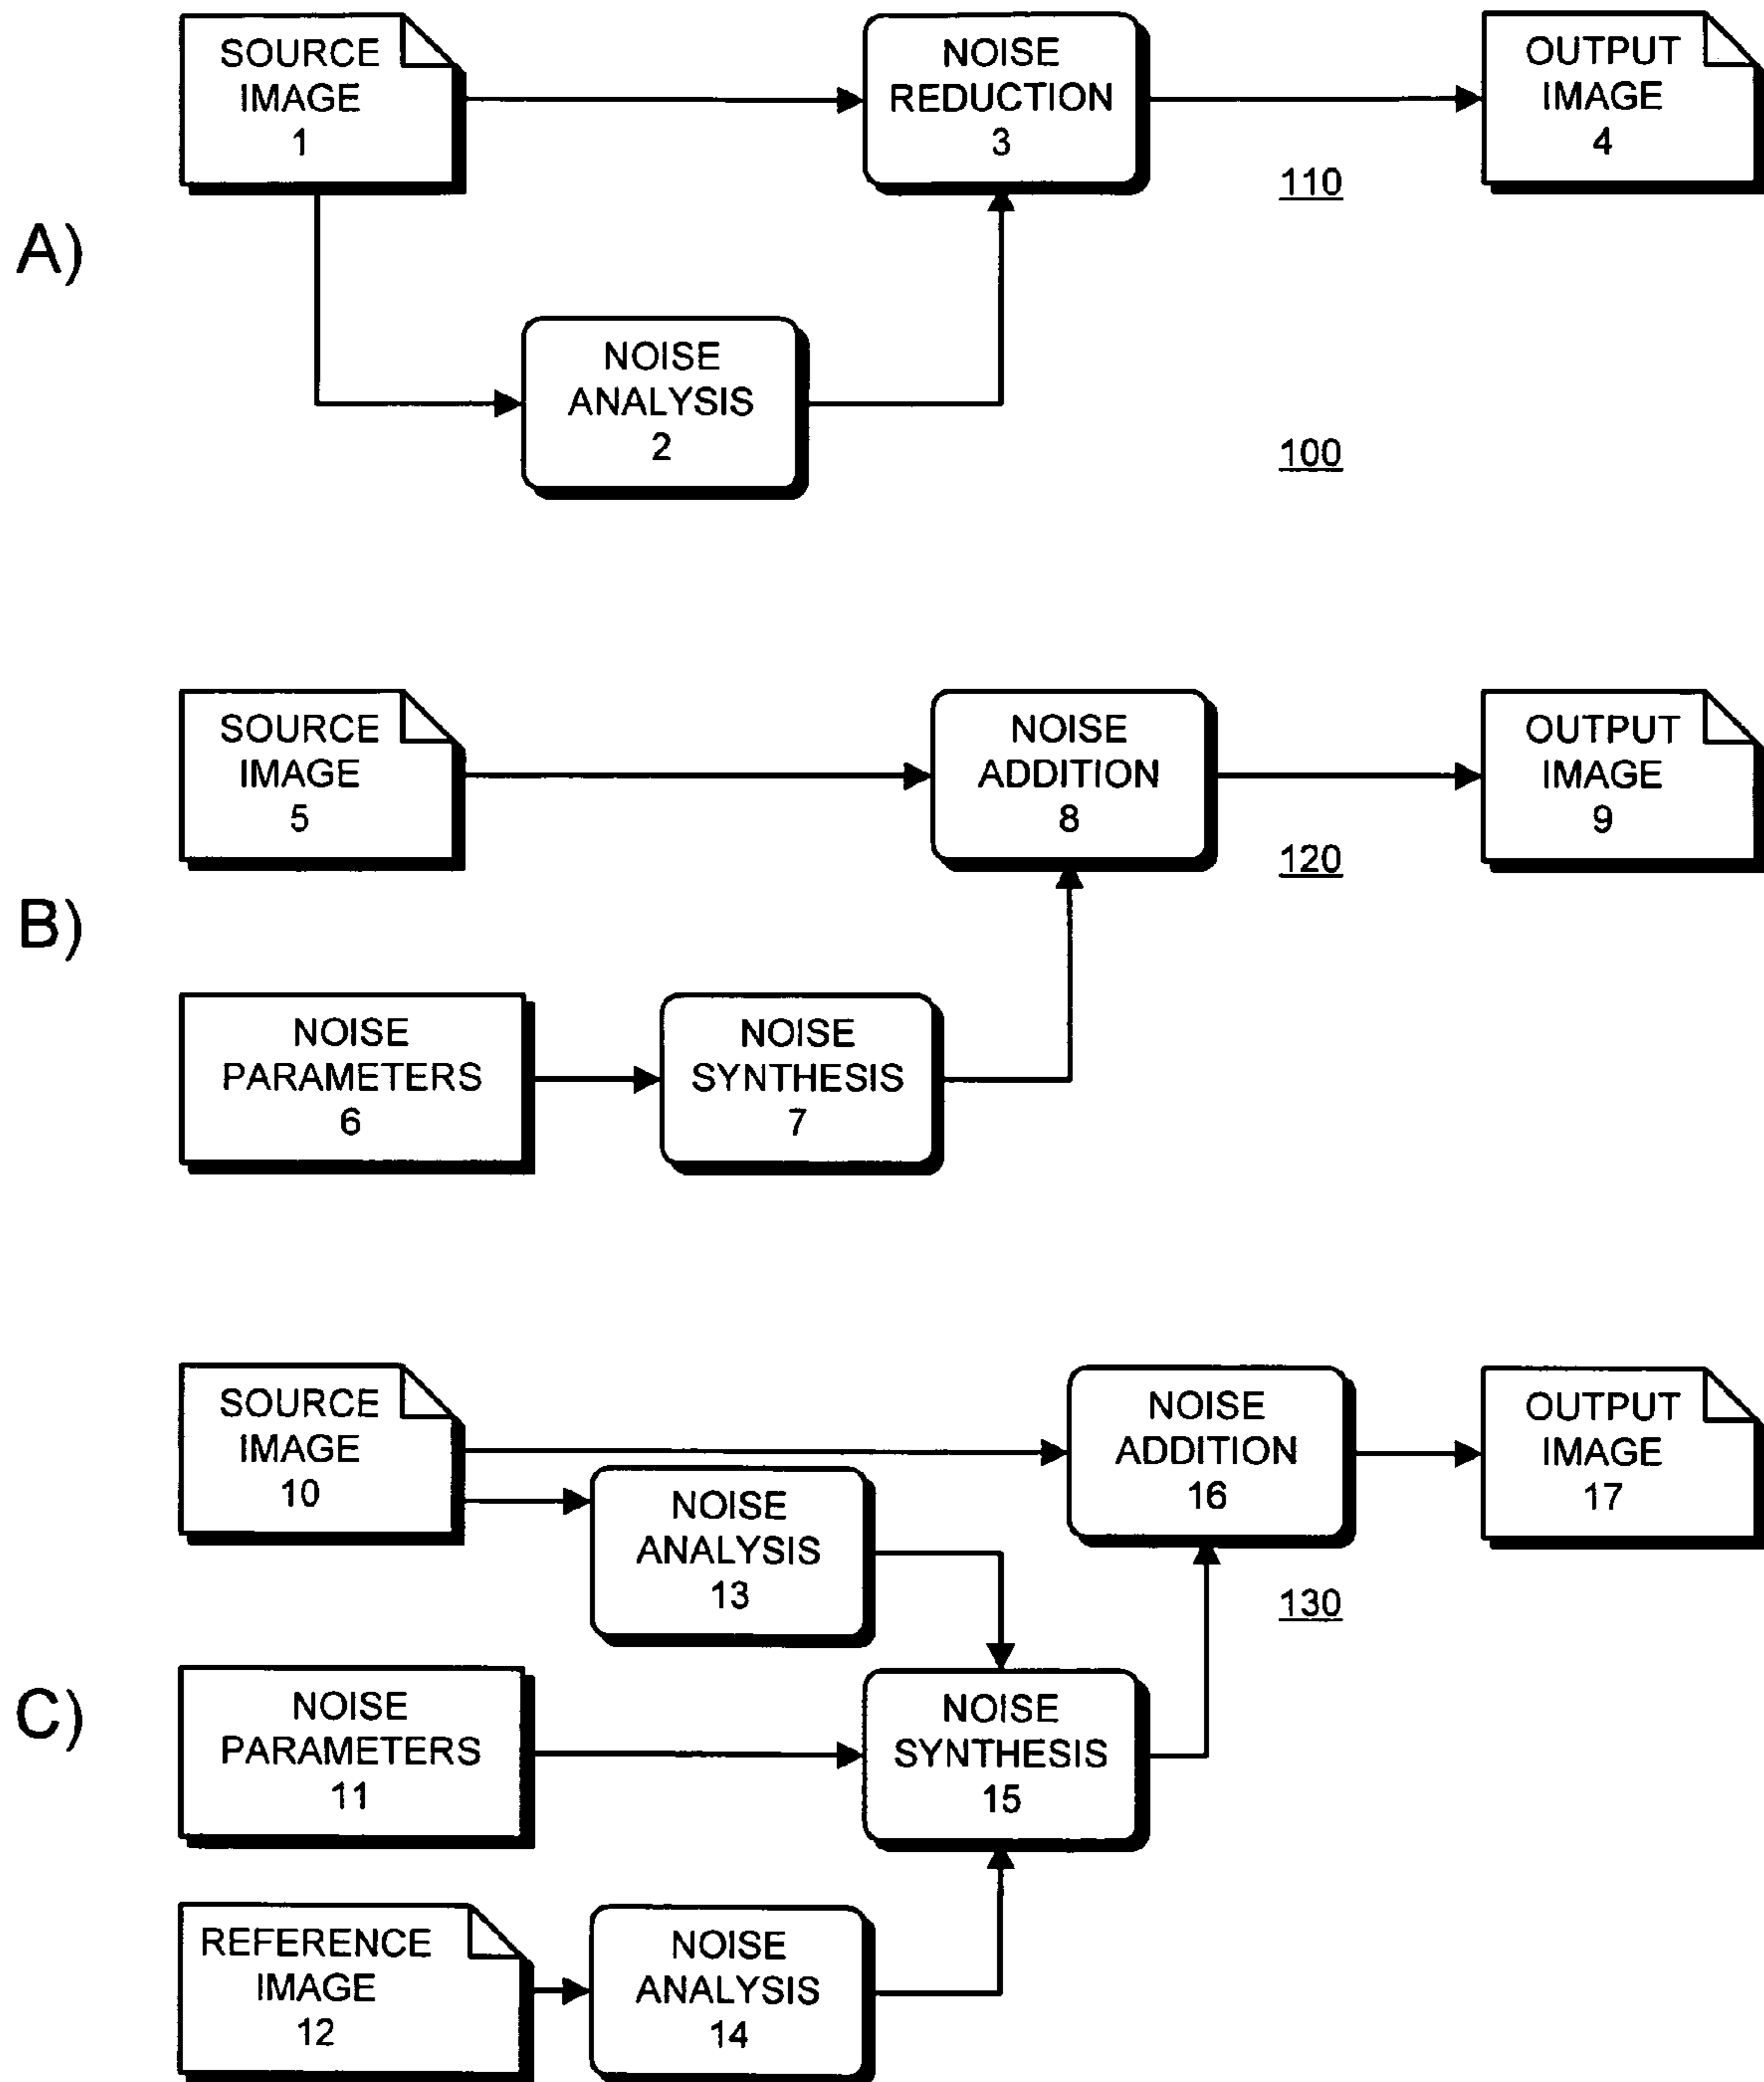 SOURCE
IMAGE
1
NOISE
REDUCTION
3
OUTPUT
IMAGE
4
110
A)
NOISE
ANALYSIS
2
100
SOURCE
IMAGE
5
NOISE
ADDITION
8
OUTPUT
IMAGE
9
120
B)
NOISE
PARAMETERS
6
NOISE
SYNTHESIS
7
SOURCE
IMAGE
10
NOISE
ADDITION
16
OUTPUT
IMAGE
17
NOISE
ANALYSIS
13
130
C)
NOISE
PARAMETERS
11
NOISE
SYNTHESIS
15
REFERENCE
IMAGE
12
NOISE
ANALYSIS
14